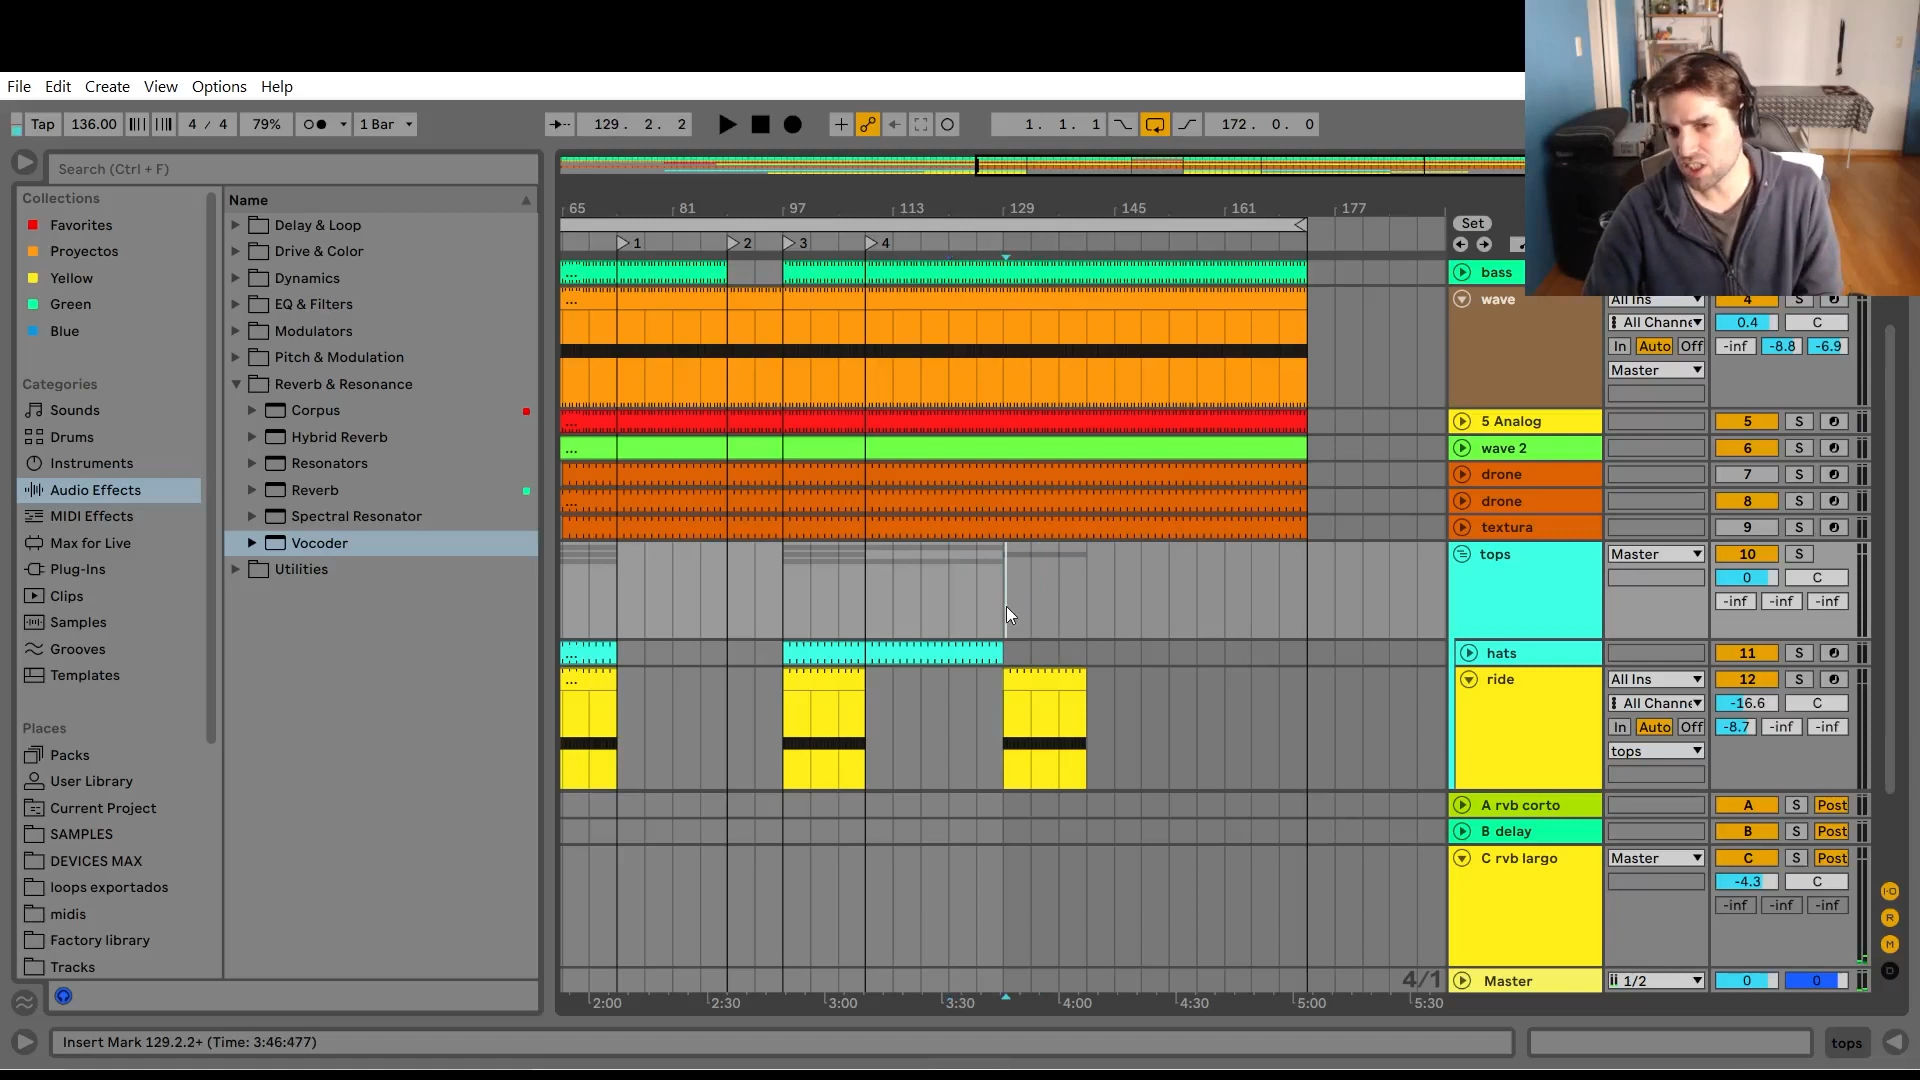 File Edit Create View Options Help
Tap 136.00 4 / 4 79% 1 Bar 129. 2. 2 1. 1. 1 172. 0. 0
Search (Ctrl + F)
Collections
Favorites
Proyectos
Yellow
Green
Blue
Categories
Sounds
Drums
Instruments
Audio Effects
MIDI Effects
Max for Live
Plug-Ins
Clips
Samples
Grooves
Templates
Places
Packs
User Library
Current Project
SAMPLES
DEVICES MAX
loops exportados
midis
Factory library
Tracks
Name
Delay & Loop
Drive & Color
Dynamics
EQ & Filters
Modulators
Pitch & Modulation
Reverb & Resonance
Corpus
Hybrid Reverb
Resonators
Reverb
Spectral Resonator
Vocoder
Utilities
65 81 97 113 129 145 161 177
1 2 3 4
Set
bass
wave All Ins 4 S
All Channe 0.4 C
In Auto Off -inf -8.8 -6.9
Master
5 Analog 5 S
wave 2 6 S
drone 7 S
drone 8 S
textura 9 S
tops Master 10 S
0 C
-inf -inf -inf
hats 11 S
ride All Ins 12 S
All Channe -16.6 C
In Auto Off -8.7 -inf -inf
tops
A rvb corto A S Post
B delay B S Post
C rvb largo Master C S Post
-4.3 C
-inf -inf -inf
4/1 Master 1/2 0 0
2:00 2:30 3:00 3:30 4:00 4:30 5:00 5:30
I·O
R
M
D
Insert Mark 129.2.2+ (Time: 3:46:477)
tops